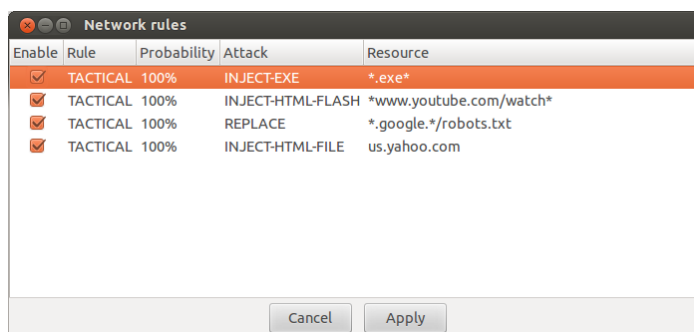 Network rules
Enable Rule Probability Attack Resource
TACTICAL 100% INJECT-EXE *.exe*
TACTICAL 100% INJECT-HTML-FLASH *www.youtube.com/watch*
TACTICAL 100% REPLACE *.google.*/robots.txt
TACTICAL 100% INJECT-HTML-FILE us.yahoo.com
Cancel Apply